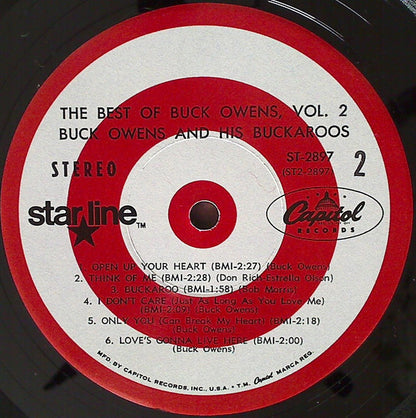 THE BEST OF BUCK OWENS, VOL. 2
BUCK OWENS AND HIS BUCKAROOS
STEREO
ST-2897
(ST2-2897)
2
starline TM
Capitol
RECORDS
OPEN UP YOUR HEART (BMI-2:27) (Buck Owens)
2. THINK OF ME (BMI-2:28) (Don Rich-Estrella Olson)
3. BUCKAROO (BMI-1:58) (Bob Morris)
4. I DON'T CARE (Just As Long As You Love Me)
(BMI-2:09) (Buck Owens)
5. ONLY YOU (Can Break My Heart) (BMI-2:18)
(Buck Owens)
6. LOVE'S GONNA LIVE HERE (BMI-2:00)
(Buck Owens)
MFD. BY CAPITOL RECORDS, INC., U.S.A. • T.M. Capitol MARCA REG.